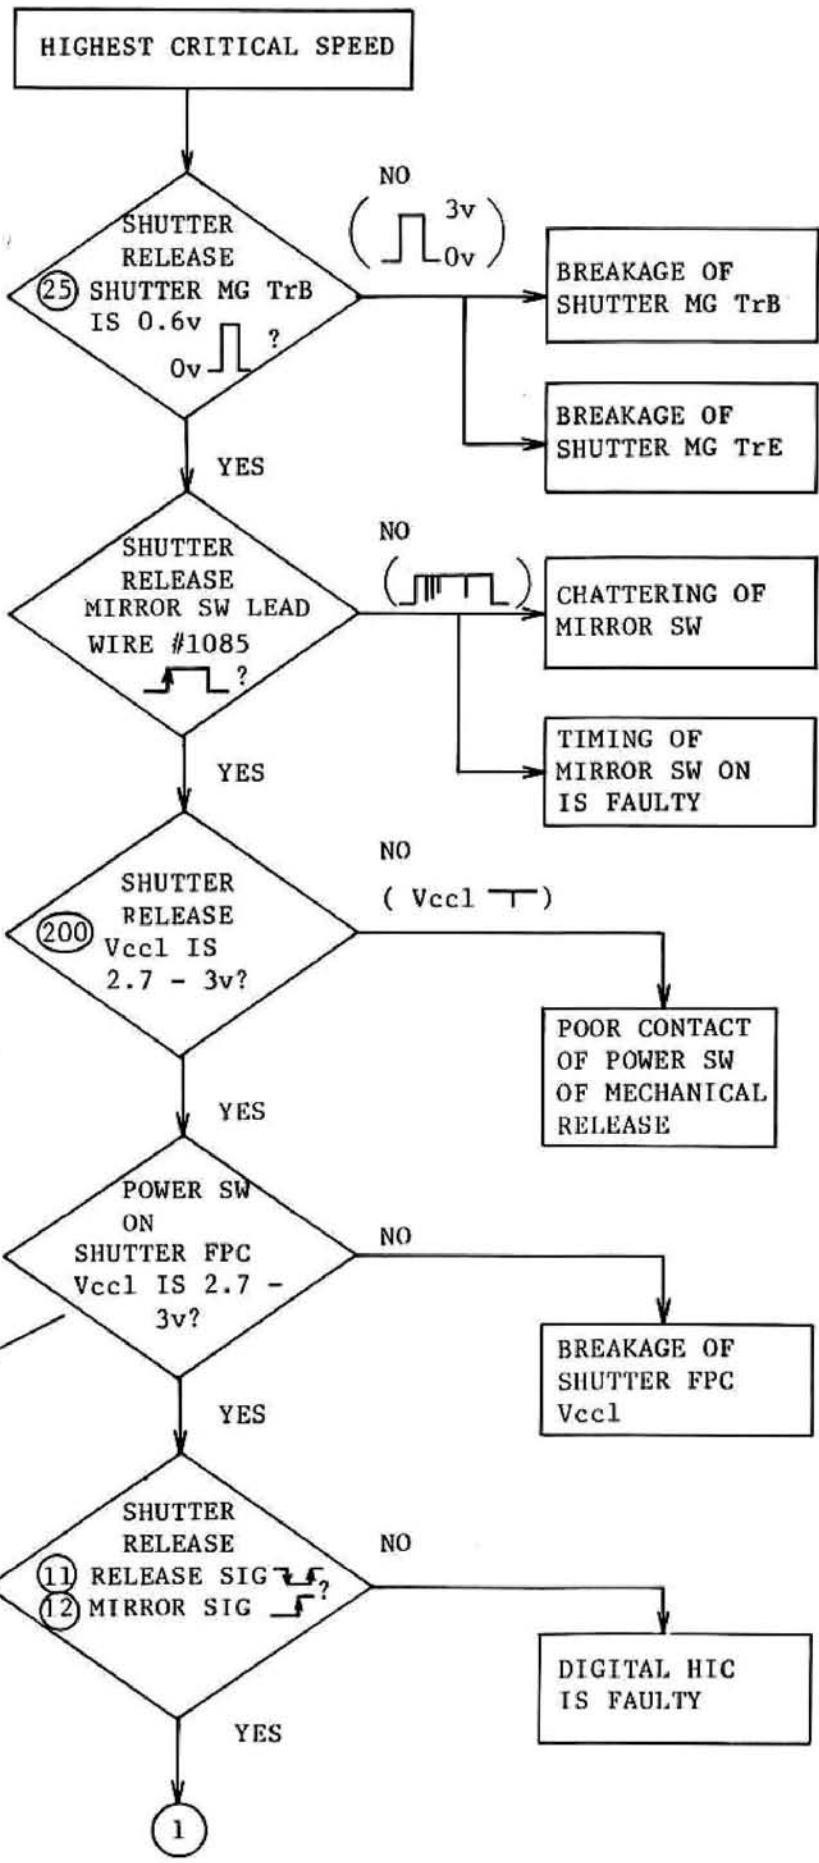 HIGHEST CRITICAL SPEED
NO
3v
0v
SHUTTER
RELEASE
25 SHUTTER MG TrB
IS 0.6v
?
0v
BREAKAGE OF
SHUTTER MG TrB
BREAKAGE OF
SHUTTER MG TrE
YES
SHUTTER
RELEASE
MIRROR SW LEAD
WIRE #1085
?
NO
CHATTERING OF
MIRROR SW
TIMING OF
MIRROR SW ON
IS FAULTY
YES
SHUTTER
RELEASE
200 Vccl IS
2.7 - 3v?
NO
( Vccl )
POOR CONTACT
OF POWER SW
OF MECHANICAL
RELEASE
YES
POWER SW
ON
SHUTTER FPC
Vccl IS 2.7 -
3v?
NO
BREAKAGE OF
SHUTTER FPC
Vccl
YES
SHUTTER
RELEASE
11 RELEASE SIG ?
12 MIRROR SIG
NO
DIGITAL HIC
IS FAULTY
YES
1